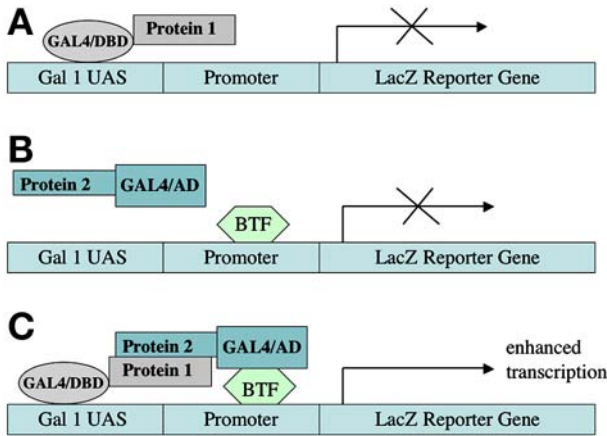 A
GAL4/DBD
Protein 1
Gal 1 UAS
Promoter
LacZ Reporter Gene
B
Protein 2
GAL4/AD
BTF
Gal 1 UAS
Promoter
LacZ Reporter Gene
C
Protein 2
GAL4/AD
enhanced
transcription
GAL4/DBD
Protein 1
BTF
Gal 1 UAS
Promoter
LacZ Reporter Gene